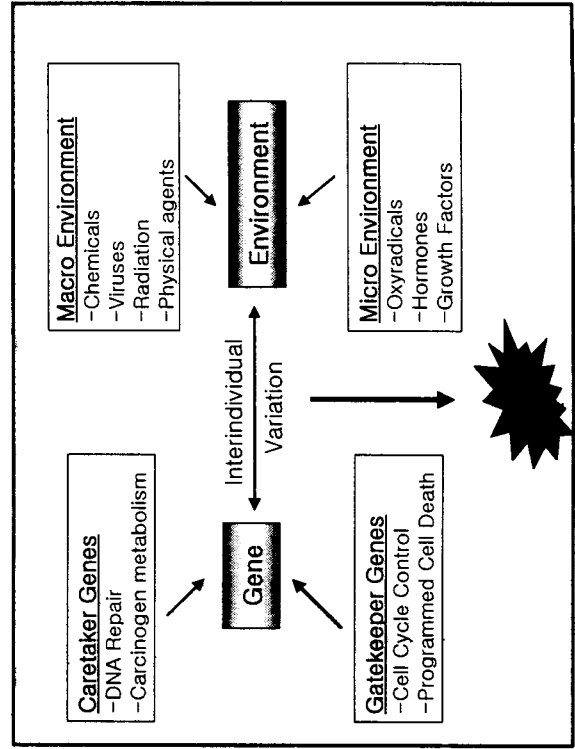 Caretaker Genes
-DNA Repair
-Carcinogen metabolism
Macro Environment
-Chemicals
-Viruses
-Radiation
-Physical agents
Gene
Interindividual
Variation
Environment
Gatekeeper Genes
-Cell Cycle Control
-Programmed Cell Death
Micro Environment
-Oxyradicals
-Hormones
-Growth Factors